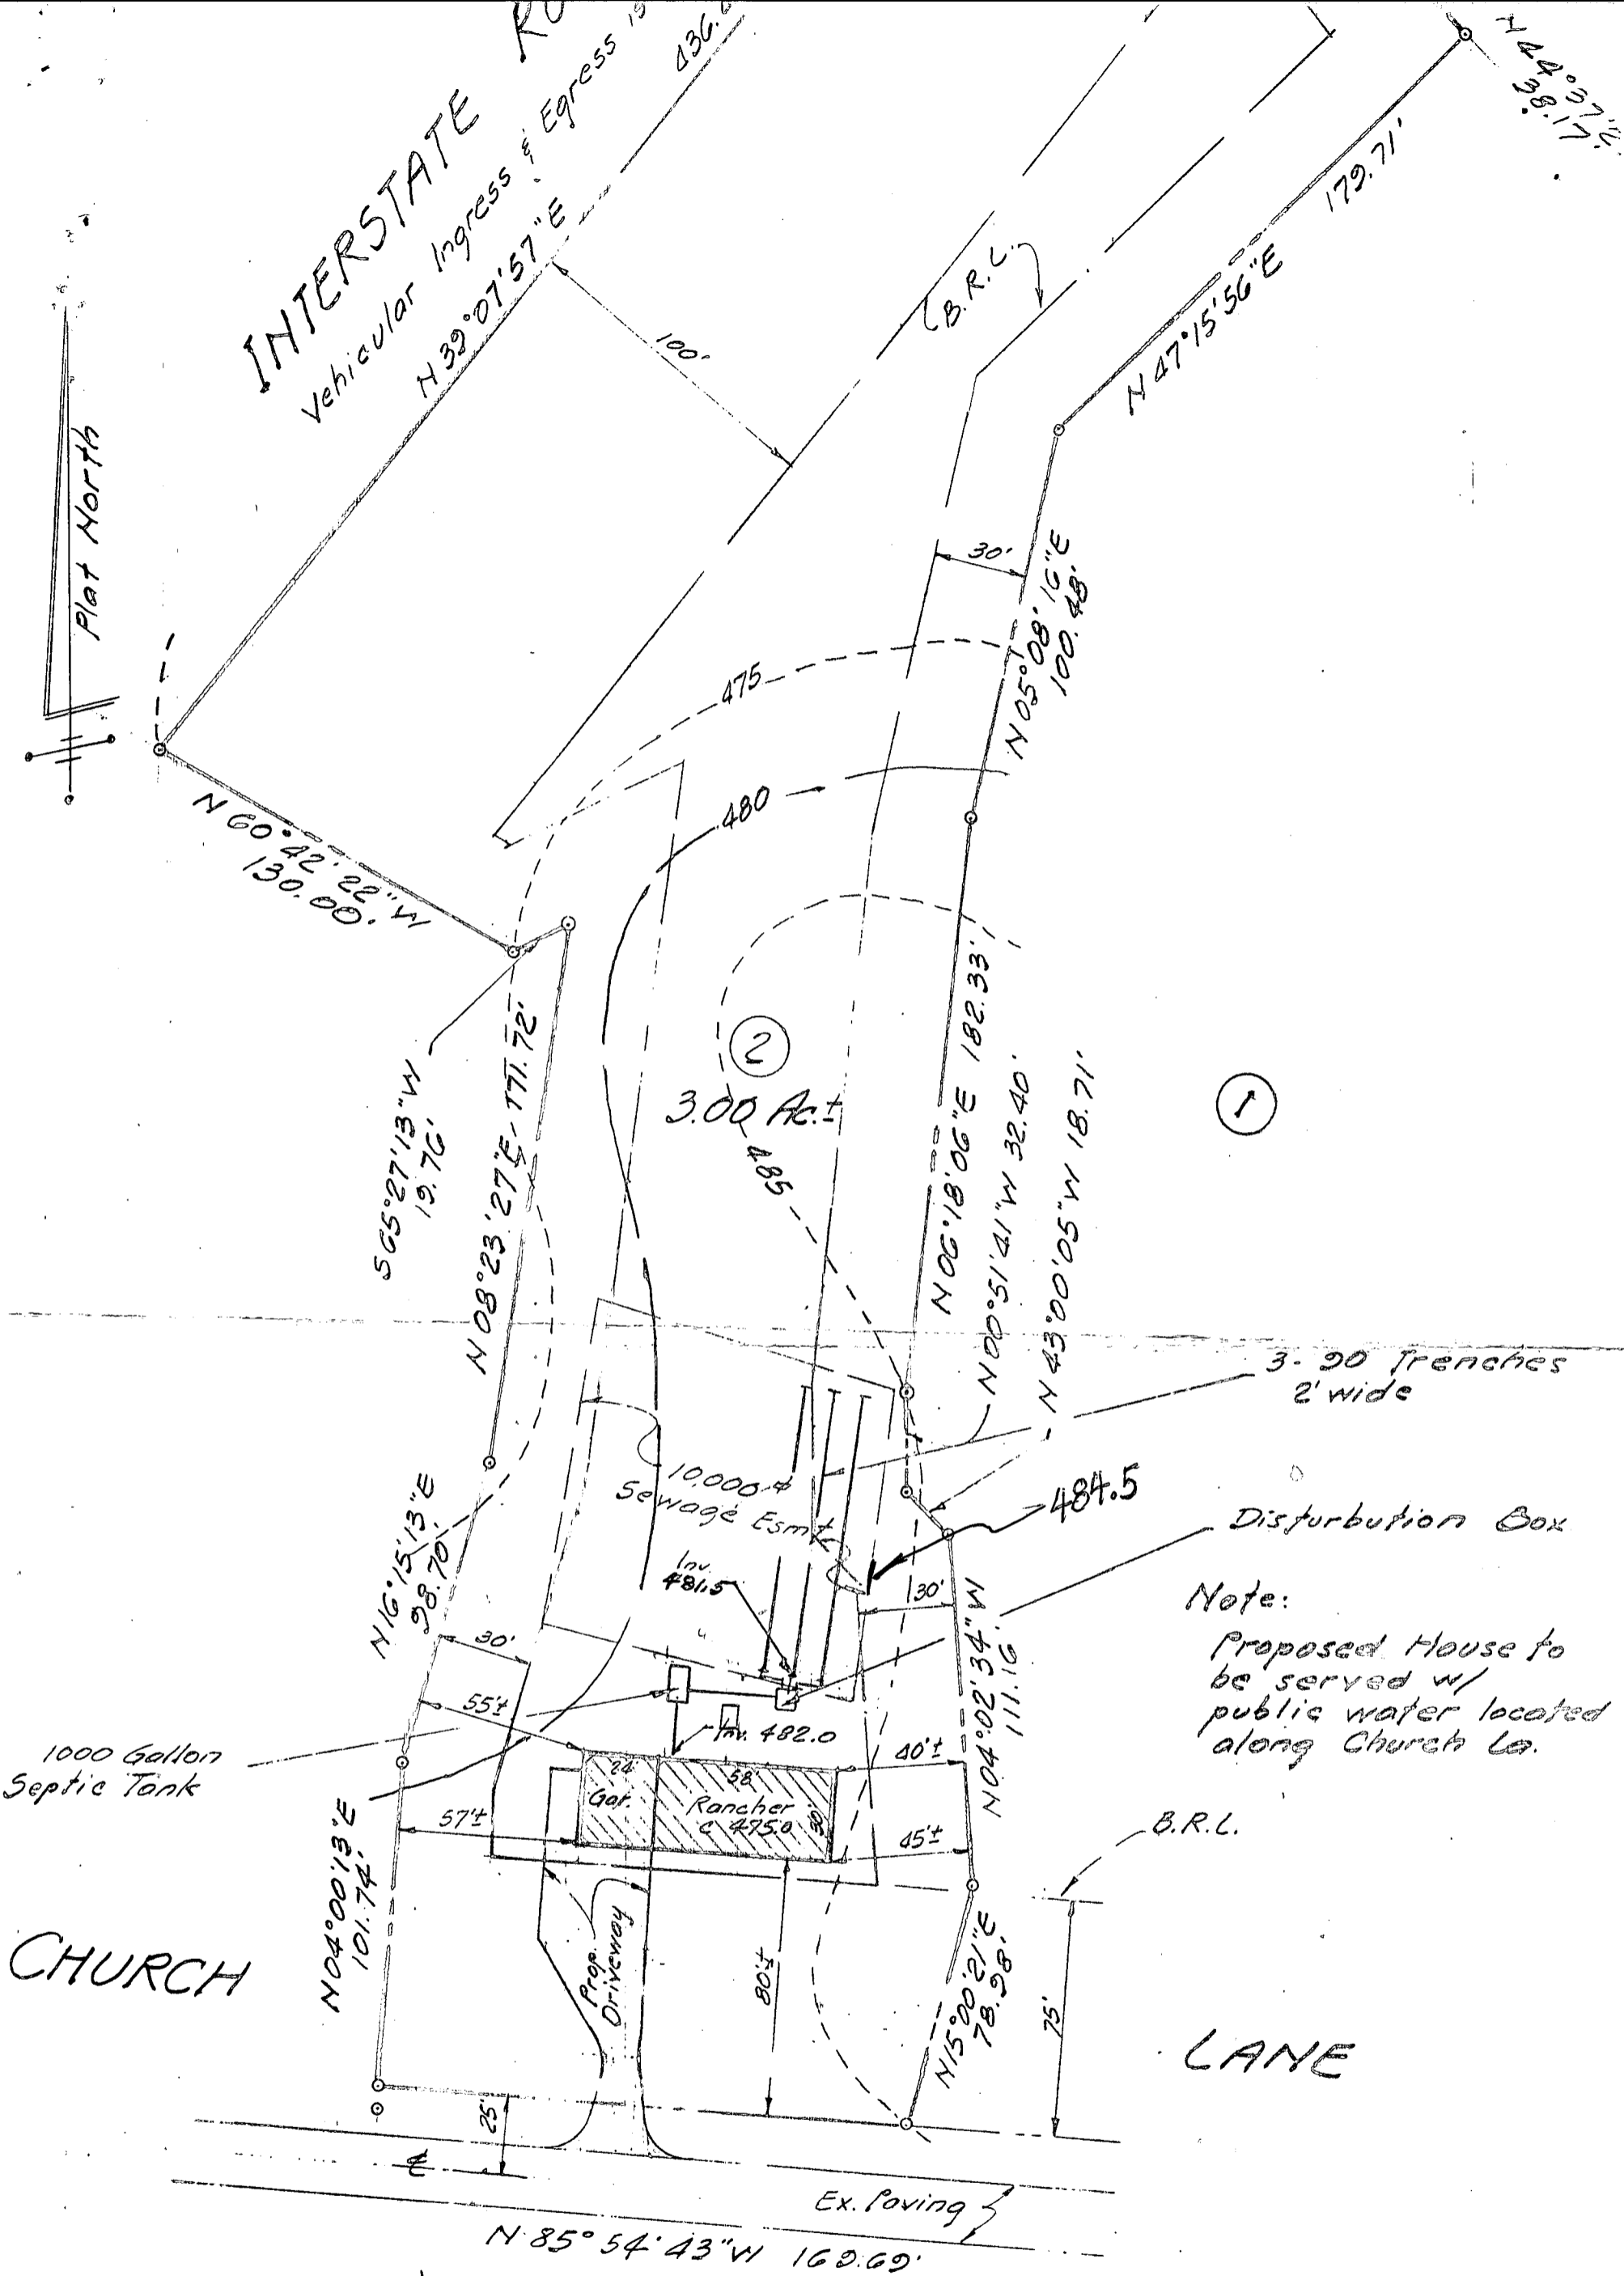 INTERSTATE
Vehicular Ingress & Egress is
N 39°07'57"E
N 44°37'
38.17'
179.71'
N 47°15'56"E
B.R.L.
100'
Plat North
30'
N 05°08'16"E
100.48'
475
480
N 60°42'22"W
130.00'
N 08°23'27"E 171.72'
S 65°27'13"W
19.76'
2
3.00 Ac.±
485
N 06°18'06"E 182.33'
N 00°51'41"W 32.40'
N 43°00'05"W 18.71'
1
3-90 Trenches
2' wide
10,000 ⌀
Sewage Esm't
484.5
Disturbution Box
Inv.
481.5
30'
N 16°15'13"E
98.70'
30'
N 04°02'34"W
111.16'
Note:
Proposed House to
be served w/
public water located
along Church La.
55'±
Inv. 482.0
40'±
1000 Gallon
Septic Tank
24'
Gar.
58'
Rancher
c 475.0
30'
57'±
45'±
B.R.L.
N 04°00'13"E
101.74'
Prop.
Driveway
80'±
N 15°00'21"E
78.98'
75'
CHURCH
LANE
25'
℄
Ex. Paving
N 85°54'43"W 169.69'